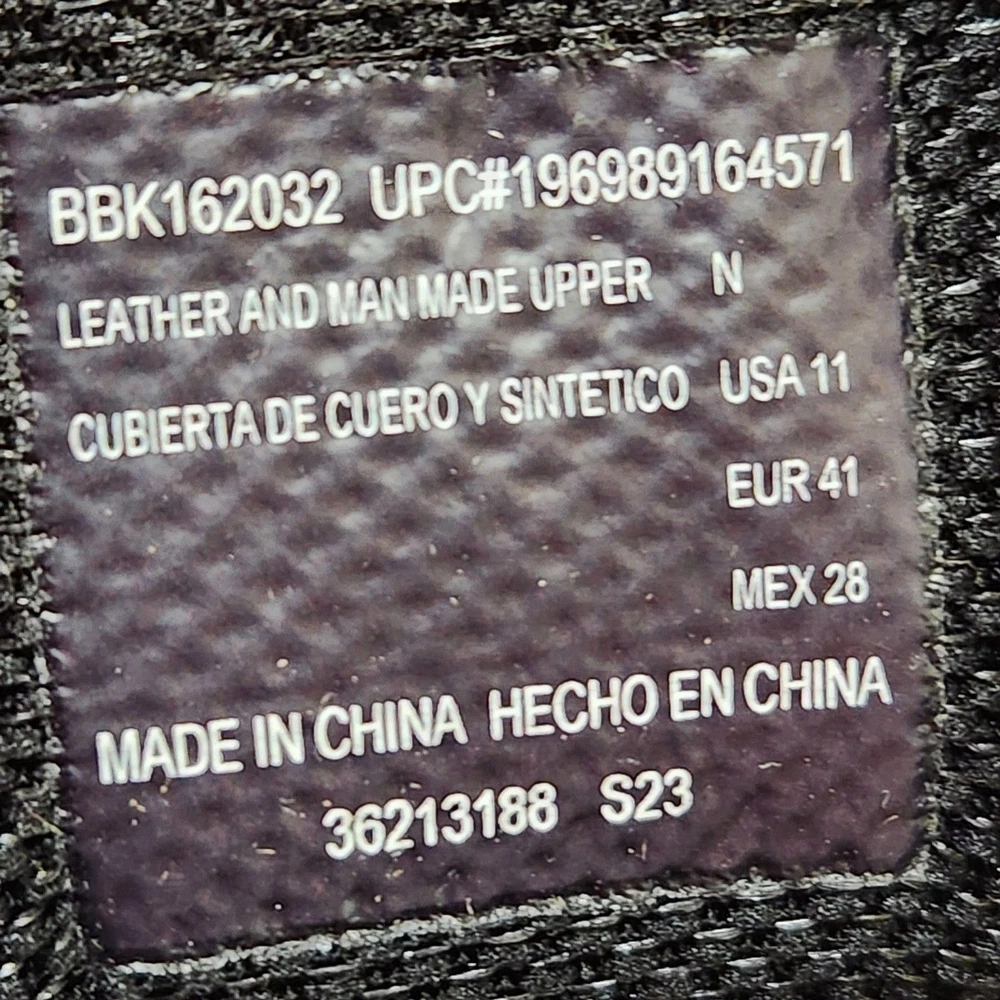 BBK162032 UPC#196989164571
LEATHER AND MAN MADE UPPER N
CUBIERTA DE CUERO Y SINTETICO USA 11
EUR 41
MEX 28
MADE IN CHINA HECHO EN CHINA
36213188 S23